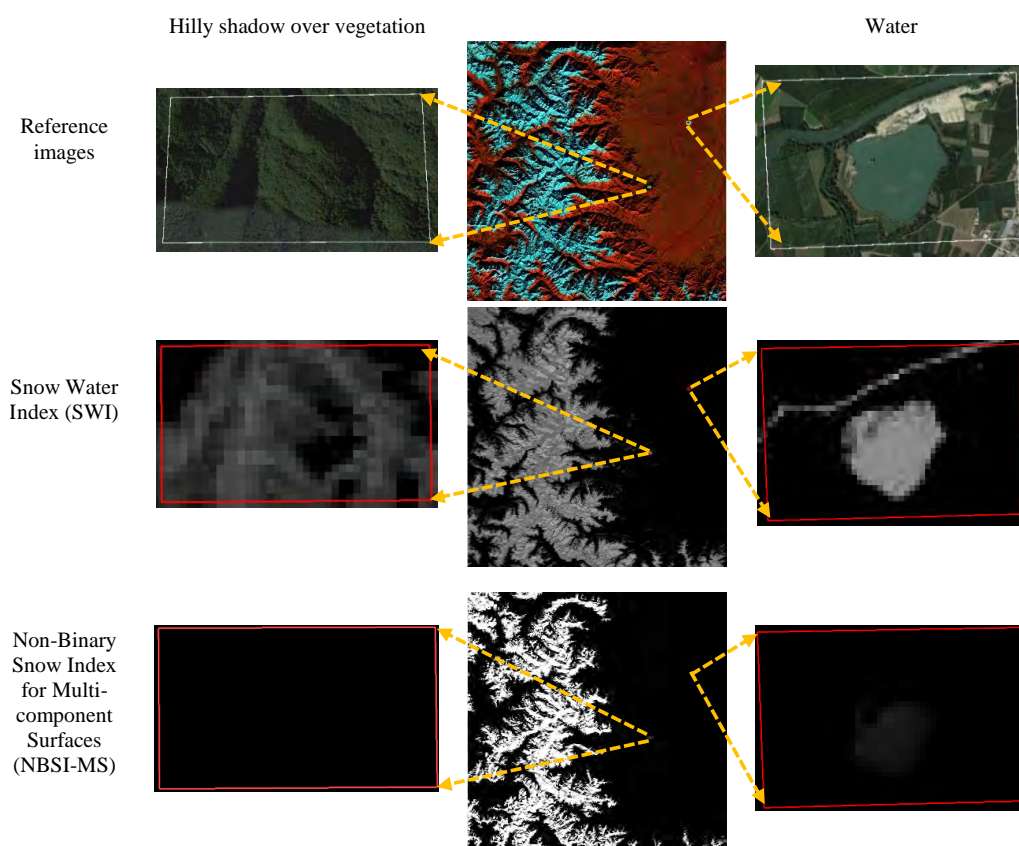 Hilly shadow over vegetation
Water
Reference
images
Snow Water
Index (SWI)
Non-Binary
Snow Index
for Multi-
component
Surfaces
(NBSI-MS)